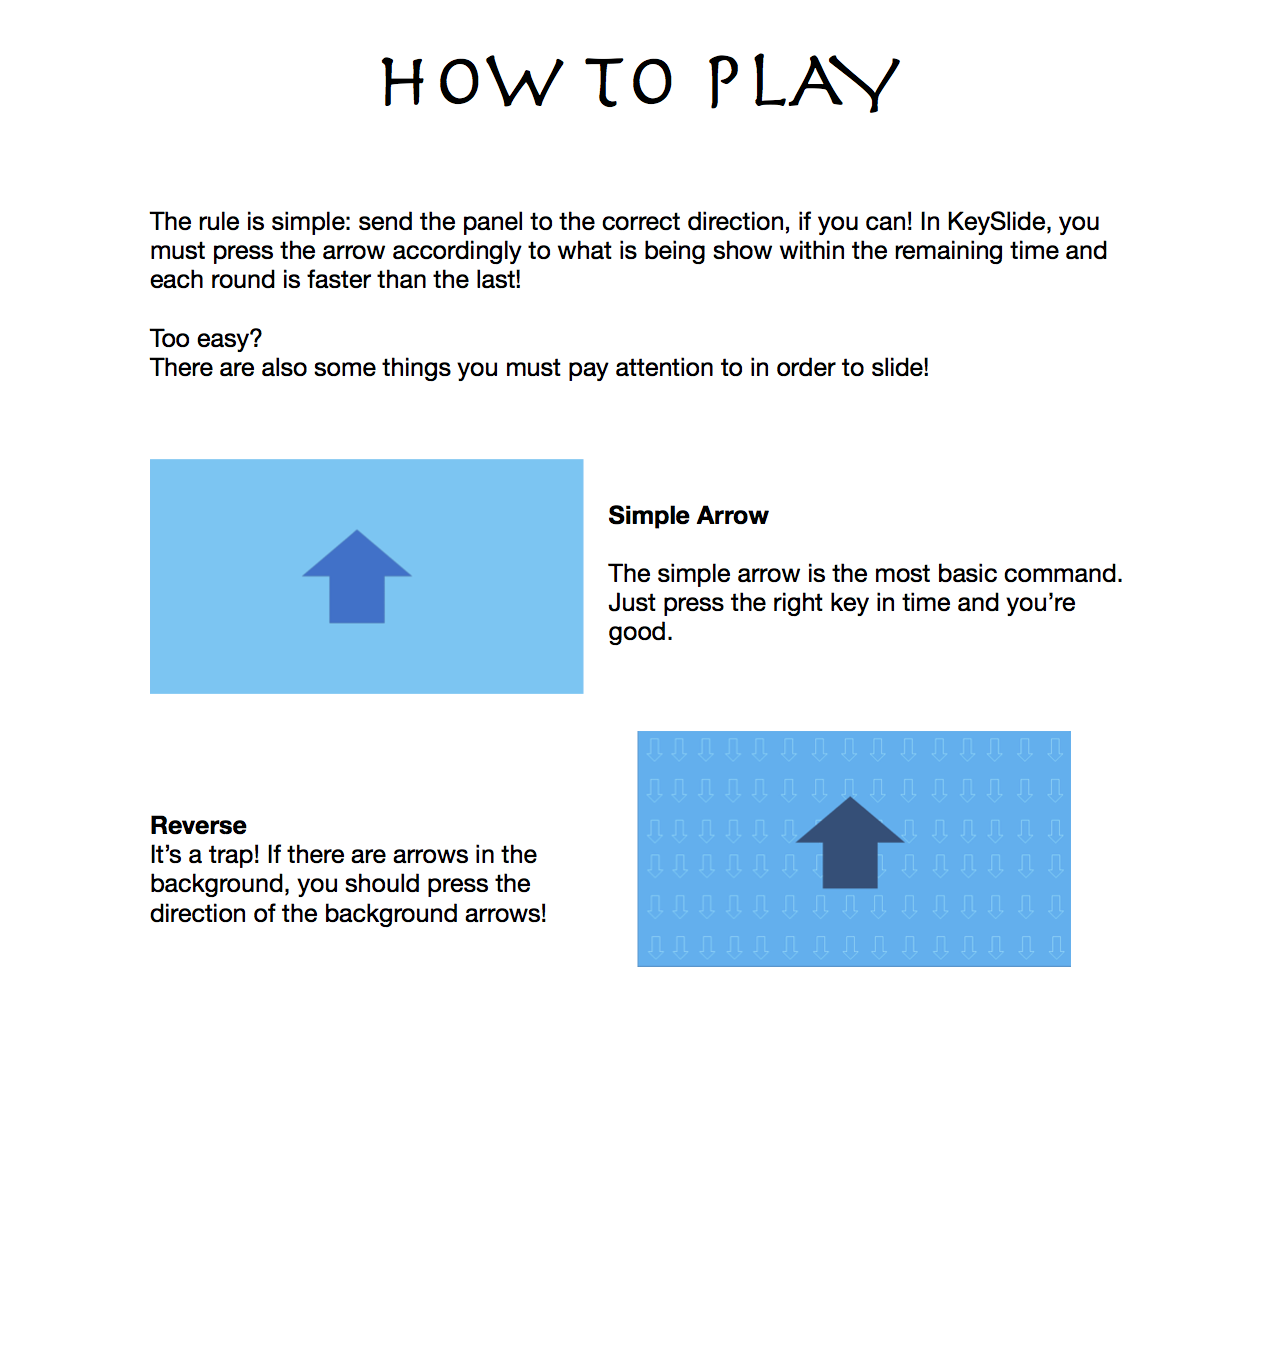 HOW TO PLAY
The rule is simple: send the panel to the correct direction, if you can! In KeySlide, you
must press the arrow accordingly to what is being show within the remaining time and
each round is faster than the last!
Too easy?
There are also some things you must pay attention to in order to slide!
Simple Arrow
The simple arrow is the most basic command.
Just press the right key in time and you’re
good.
Reverse
It’s a trap! If there are arrows in the
background, you should press the
direction of the background arrows!